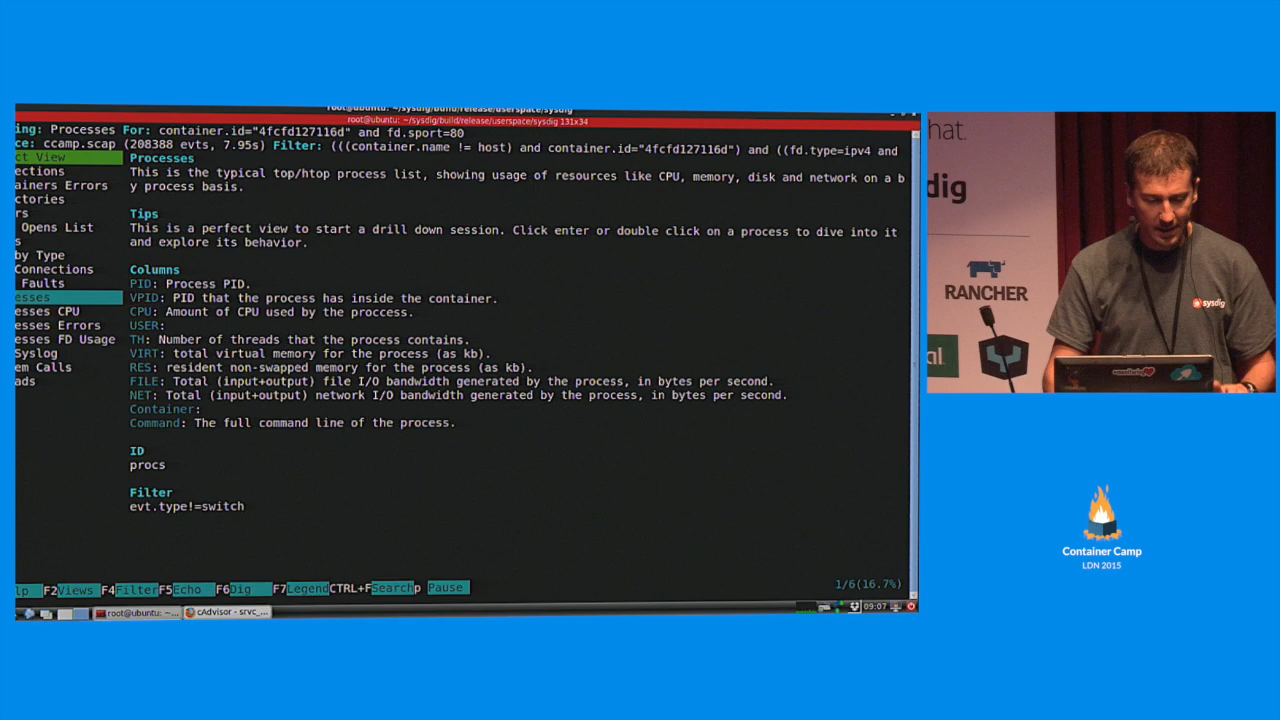 root@ubuntu: ~/sysdig/build/release/userspace/sysdig
root@ubuntu: ~/sysdig/build/release/userspace/sysdig 131x34
ing: Processes For: container.id="4fcfd127116d" and fd.sport=80
ce: ccamp.scap (208388 evts, 7.95s) Filter: (((container.name != host) and container.id="4fcfd127116d") and ((fd.type=ipv4 and
ct View
ections
ainers Errors
ctories
rs
Opens List
s
by Type
Connections
Faults
esses
esses CPU
esses Errors
esses FD Usage
Syslog
em Calls
ads
Processes
This is the typical top/htop process list, showing usage of resources like CPU, memory, disk and network on a b
y process basis.
Tips
This is a perfect view to start a drill down session. Click enter or double click on a process to dive into it
and explore its behavior.
Columns
PID: Process PID.
VPID: PID that the process has inside the container.
CPU: Amount of CPU used by the proccess.
USER:
TH: Number of threads that the process contains.
VIRT: total virtual memory for the process (as kb).
RES: resident non-swapped memory for the process (as kb).
FILE: Total (input+output) file I/O bandwidth generated by the process, in bytes per second.
NET: Total (input+output) network I/O bandwidth generated by the process, in bytes per second.
Container:
Command: The full command line of the process.
ID
procs
Filter
evt.type!=switch
lp F2Views F4FilterF5Echo F6Dig F7LegendCTRL+FSearchp Pause 1/6(16.7%)
root@ubuntu: ~... cAdvisor - srvc_... 09:07
hat.
dig
RANCHER
al
sysdig
Container Camp
LDN 2015